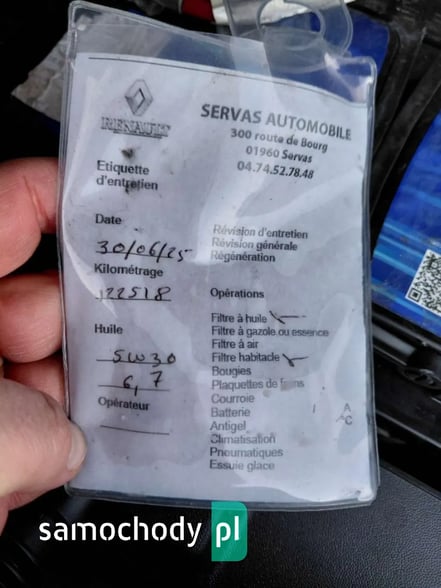 RENAULT
SERVAS AUTOMOBILE
300 route de Bourg
01960 Servas
04.74.52.78.48
Etiquette
d'entretien
Date
30/06/25
Kilométrage
122518
Huile
5W30
6,7
Opérateur
Révision d'entretien
Révision générale
Régénération
Opérations
Filtre à huile
Filtre à gazole ou essence
Filtre à air
Filtre habitacle
Bougies
Plaquettes de freins
Courroie
Batterie
Antigel
Climatisation
Pneumatiques
Essuie glace
A
C
samochody pl